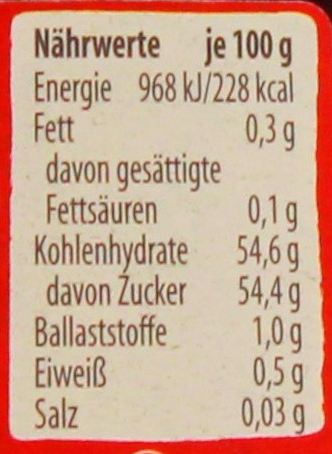 Nährwerte je 100 g
Energie 968 kJ/228 kcal
Fett 0,3 g
davon gesättigte
Fettsäuren 0,1 g
Kohlenhydrate 54,6 g
davon Zucker 54,4 g
Ballaststoffe 1,0 g
Eiweiß 0,5 g
Salz 0,03 g